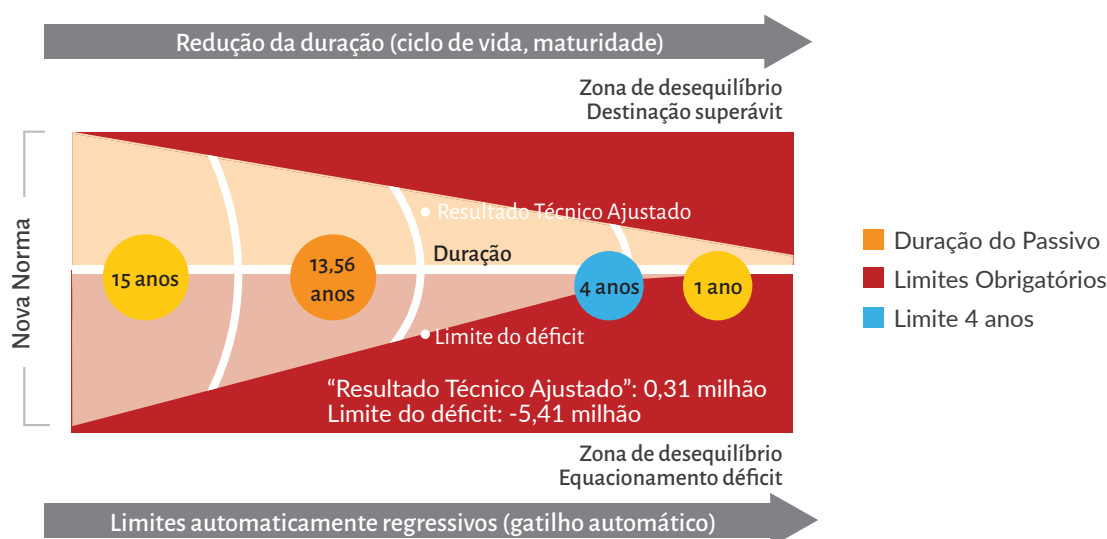 Redução da duração (ciclo de vida, maturidade)
Zona de desequilíbrio
Destinação superávit
Nova Norma
Resultado Técnico Ajustado
Duração
15 anos
13,56
anos
4 anos
1 ano
Limite do déficit
“Resultado Técnico Ajustado”: 0,31 milhão
Limite do déficit: -5,41 milhão
Duração do Passivo
Limites Obrigatórios
Limite 4 anos
Zona de desequilíbrio
Equacionamento déficit
Limites automaticamente regressivos (gatilho automático)